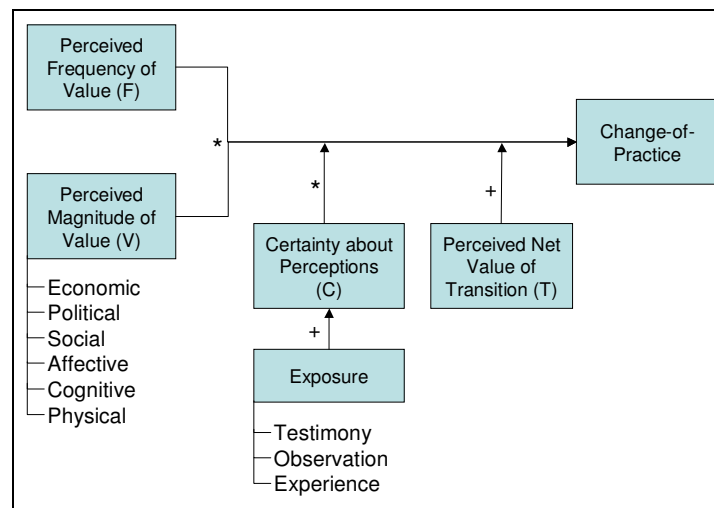 Perceived
Frequency of
Value (F)
*
Perceived
Magnitude of
Value (V)
Economic
Political
Social
Affective
Cognitive
Physical
*
Certainty about
Perceptions
(C)
+
Exposure
Testimony
Observation
Experience
+
Perceived Net
Value of
Transition (T)
Change-of-
Practice